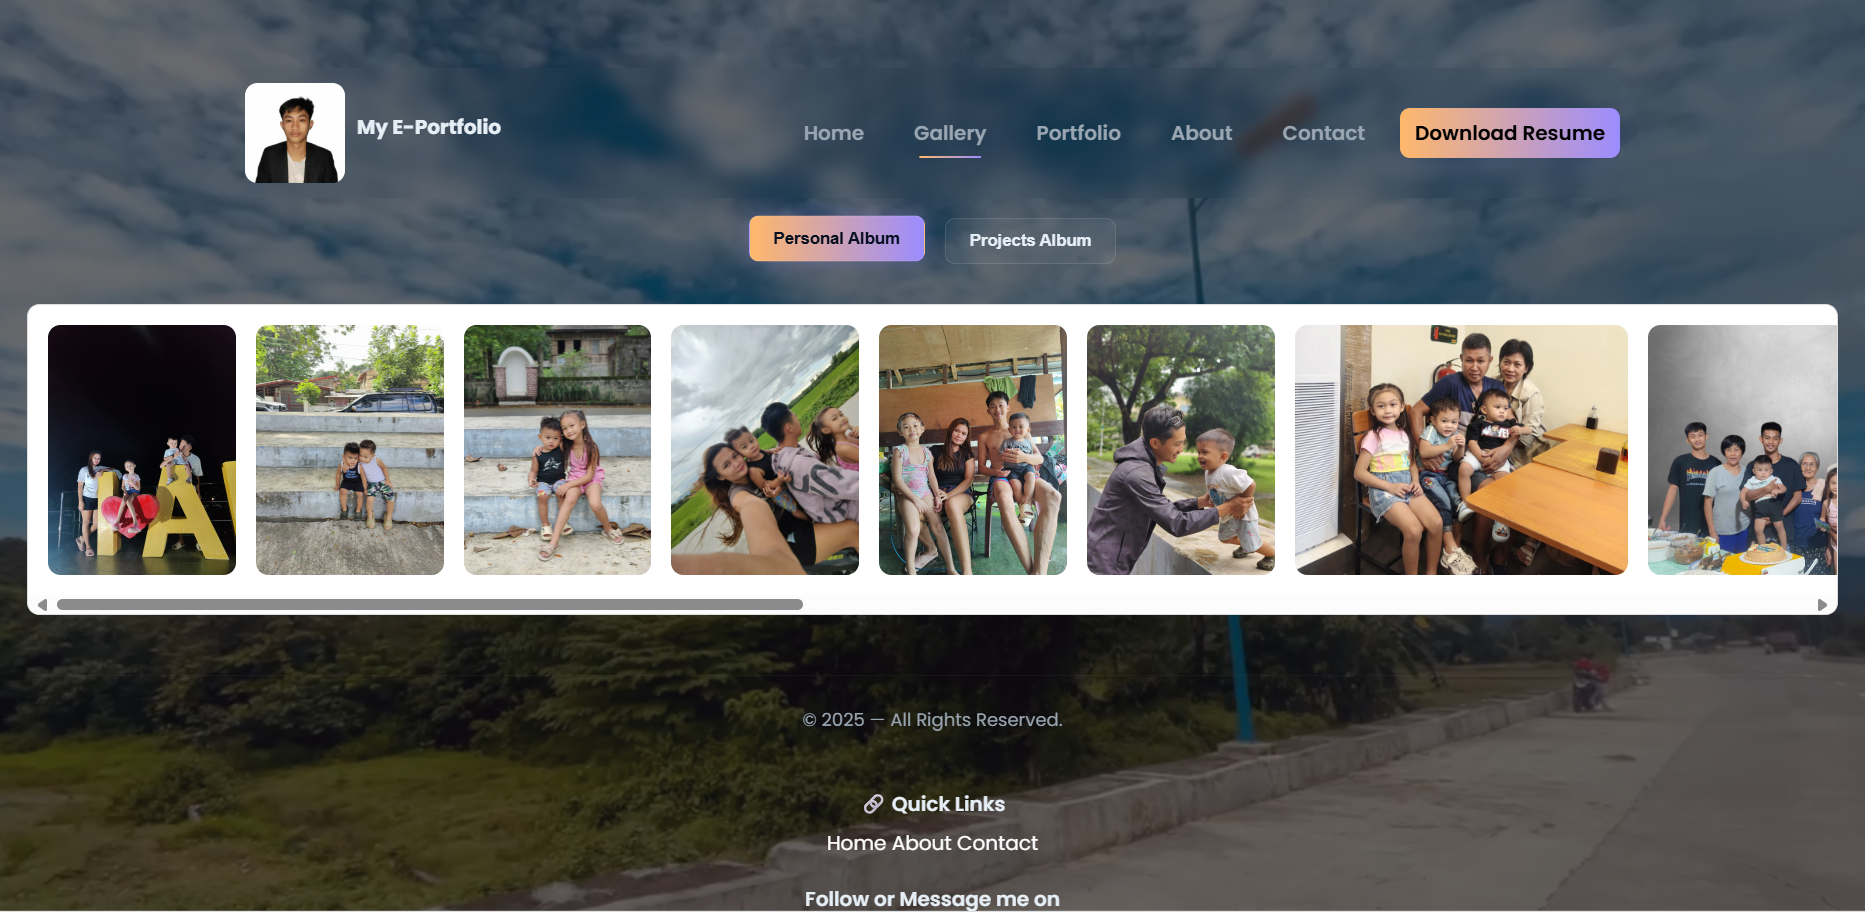 My E-Portfolio
Home Gallery Portfolio About Contact Download Resume
Personal Album Projects Album
© 2025 — All Rights Reserved.
🔗 Quick Links
Home About Contact
Follow or Message me on